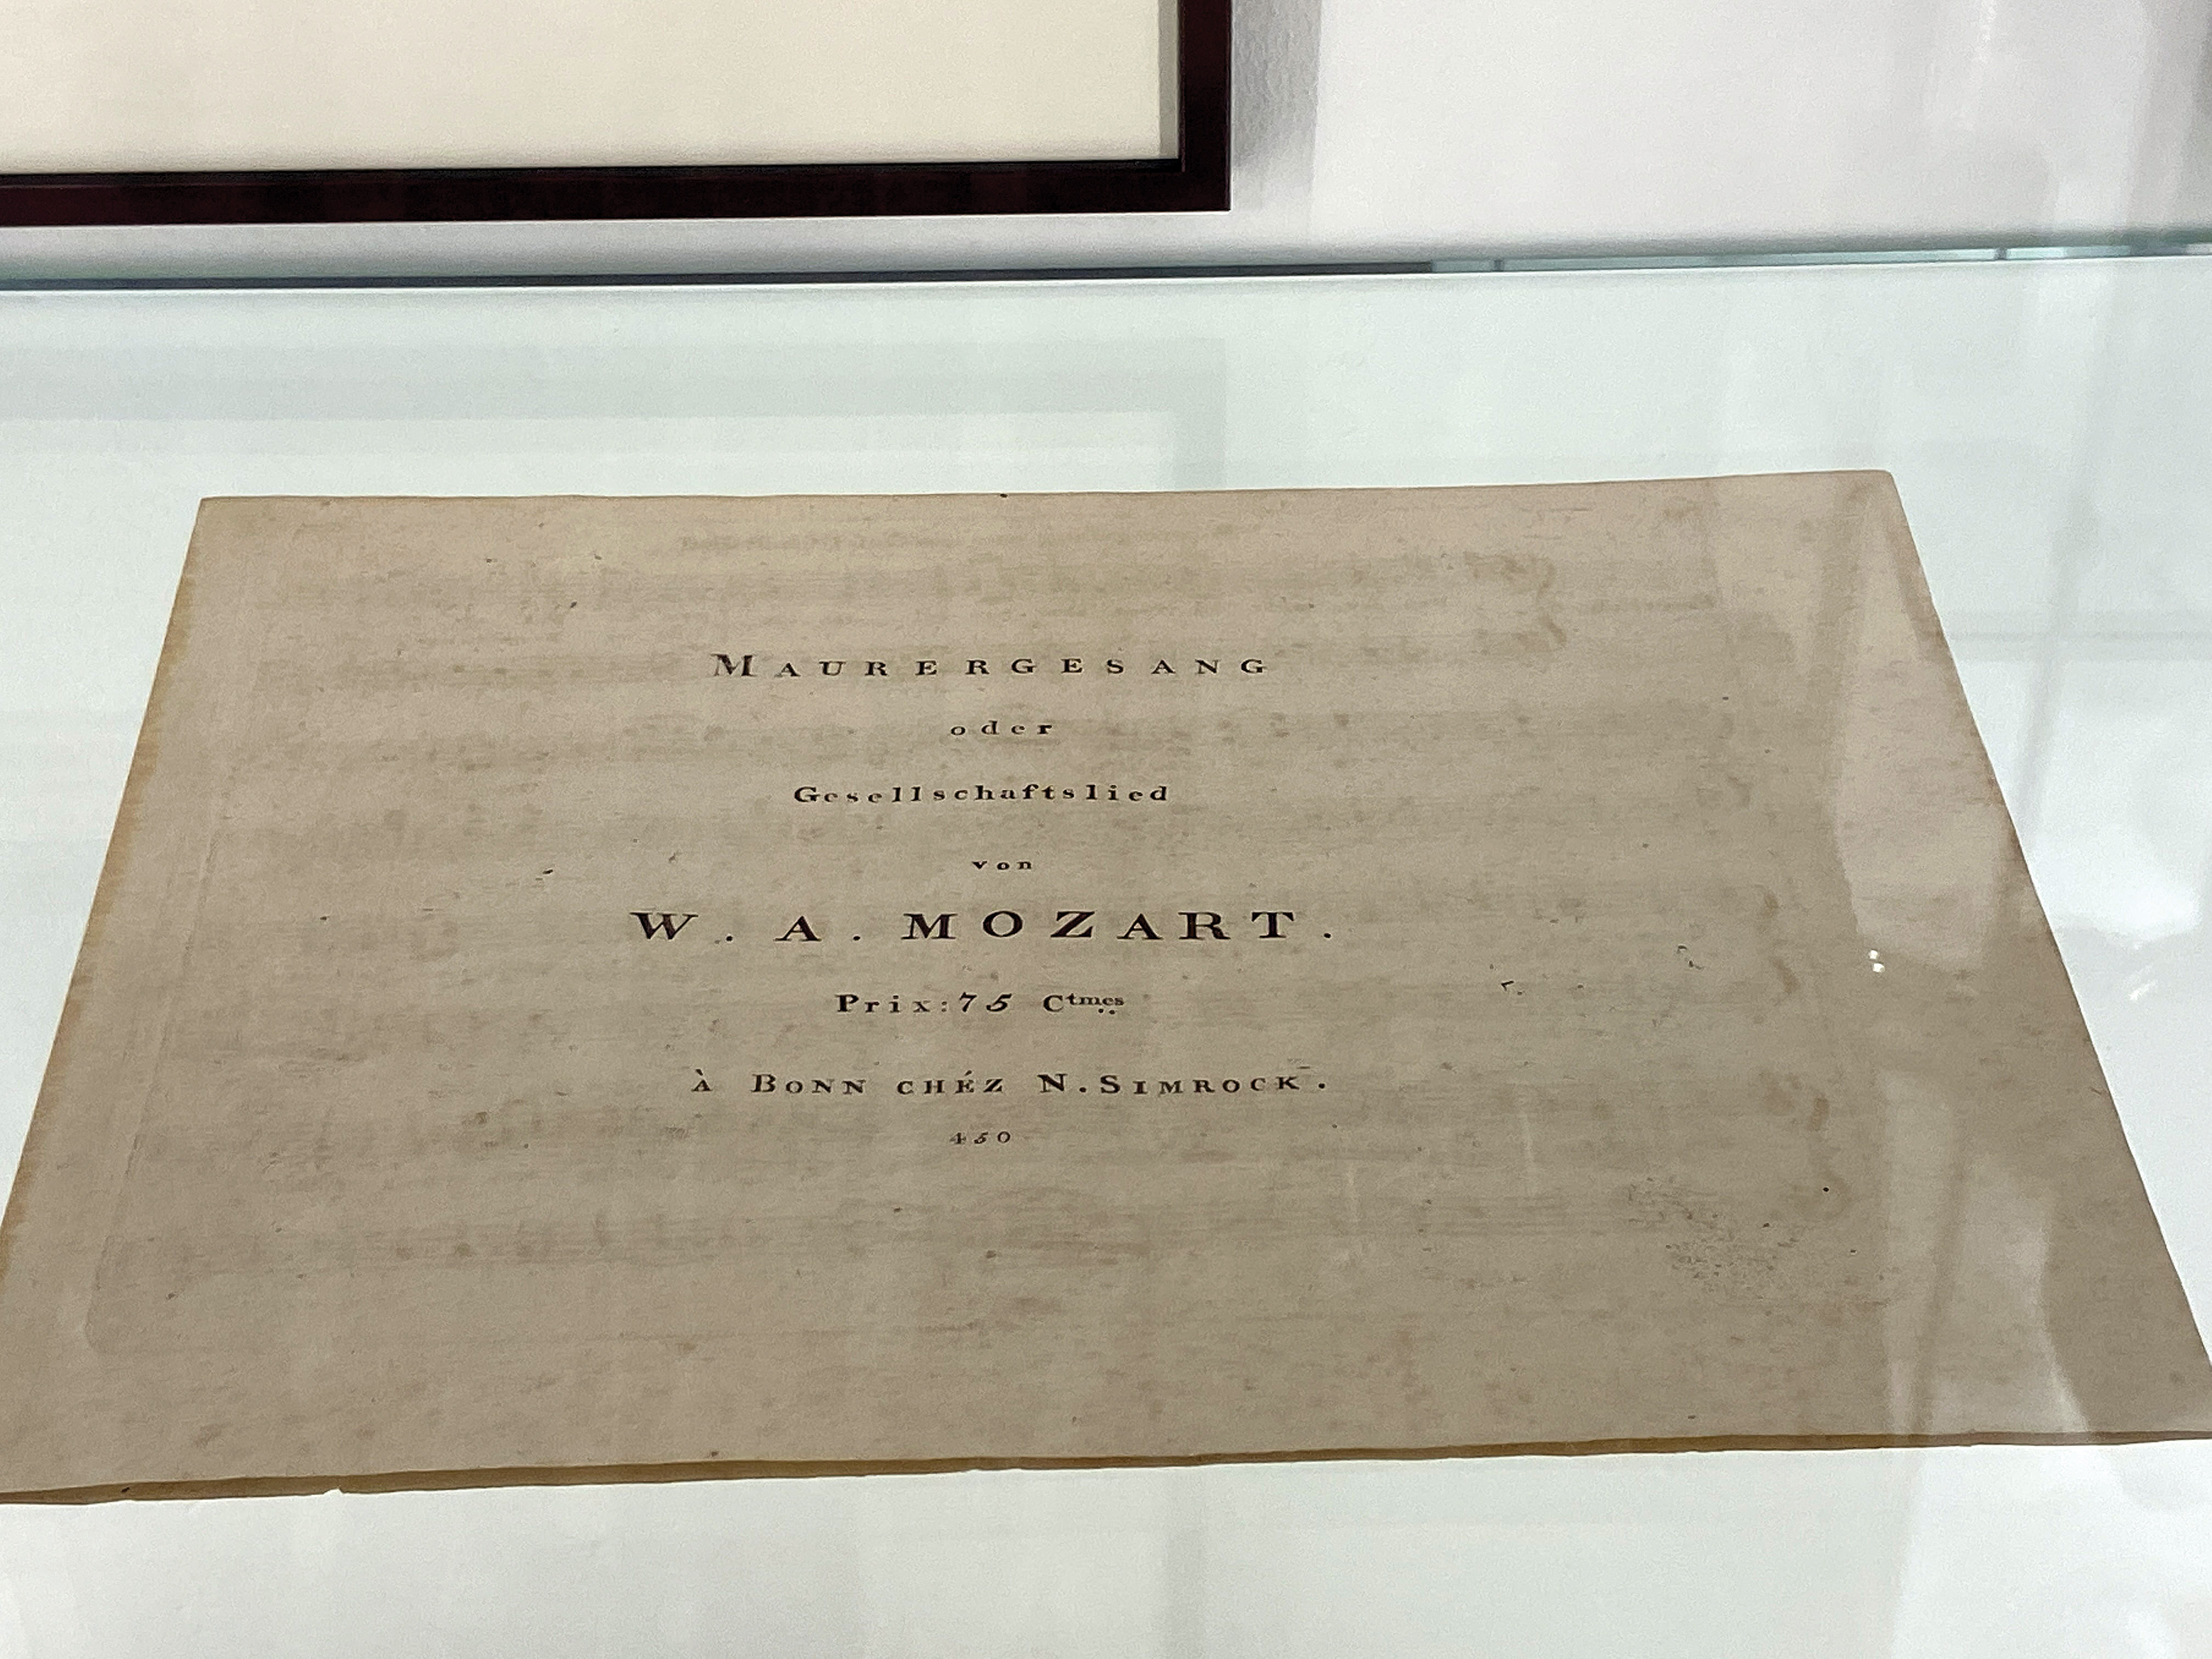 MAURERGESANG
oder
Gesellschaftslied
von
W. A. MOZART.
Prix: 75 Ctmes
À BONN CHÉZ N. SIMROCK.
450